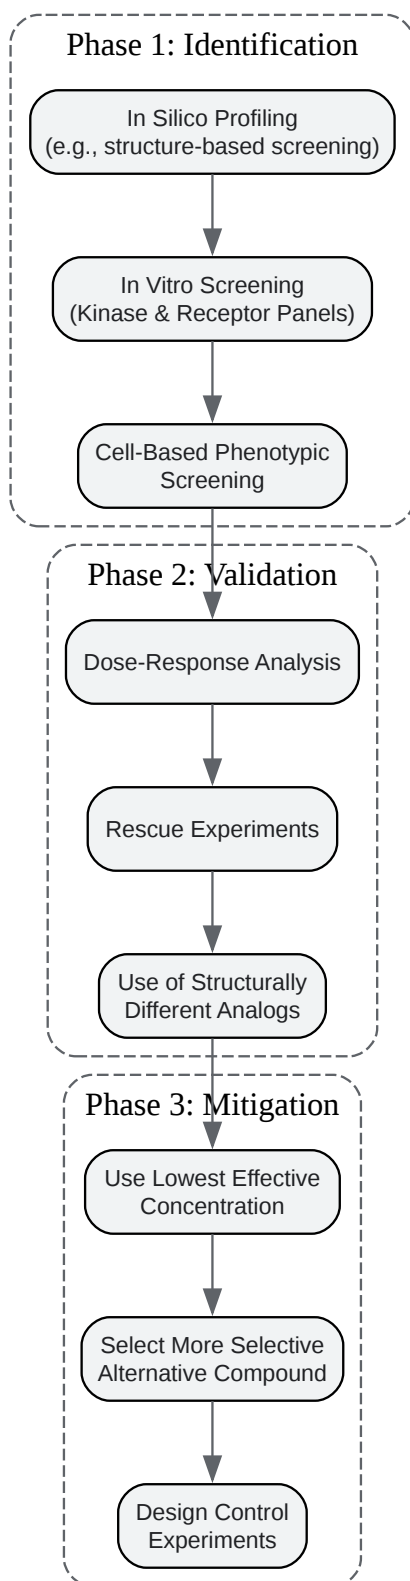 Phase 1: Identification
In Silico Profiling
(e.g., structure-based screening)
In Vitro Screening
(Kinase & Receptor Panels)
Cell-Based Phenotypic
Screening
Phase 2: Validation
Dose-Response Analysis
Rescue Experiments
Use of Structurally
Different Analogs
Phase 3: Mitigation
Use Lowest Effective
Concentration
Select More Selective
Alternative Compound
Design Control
Experiments